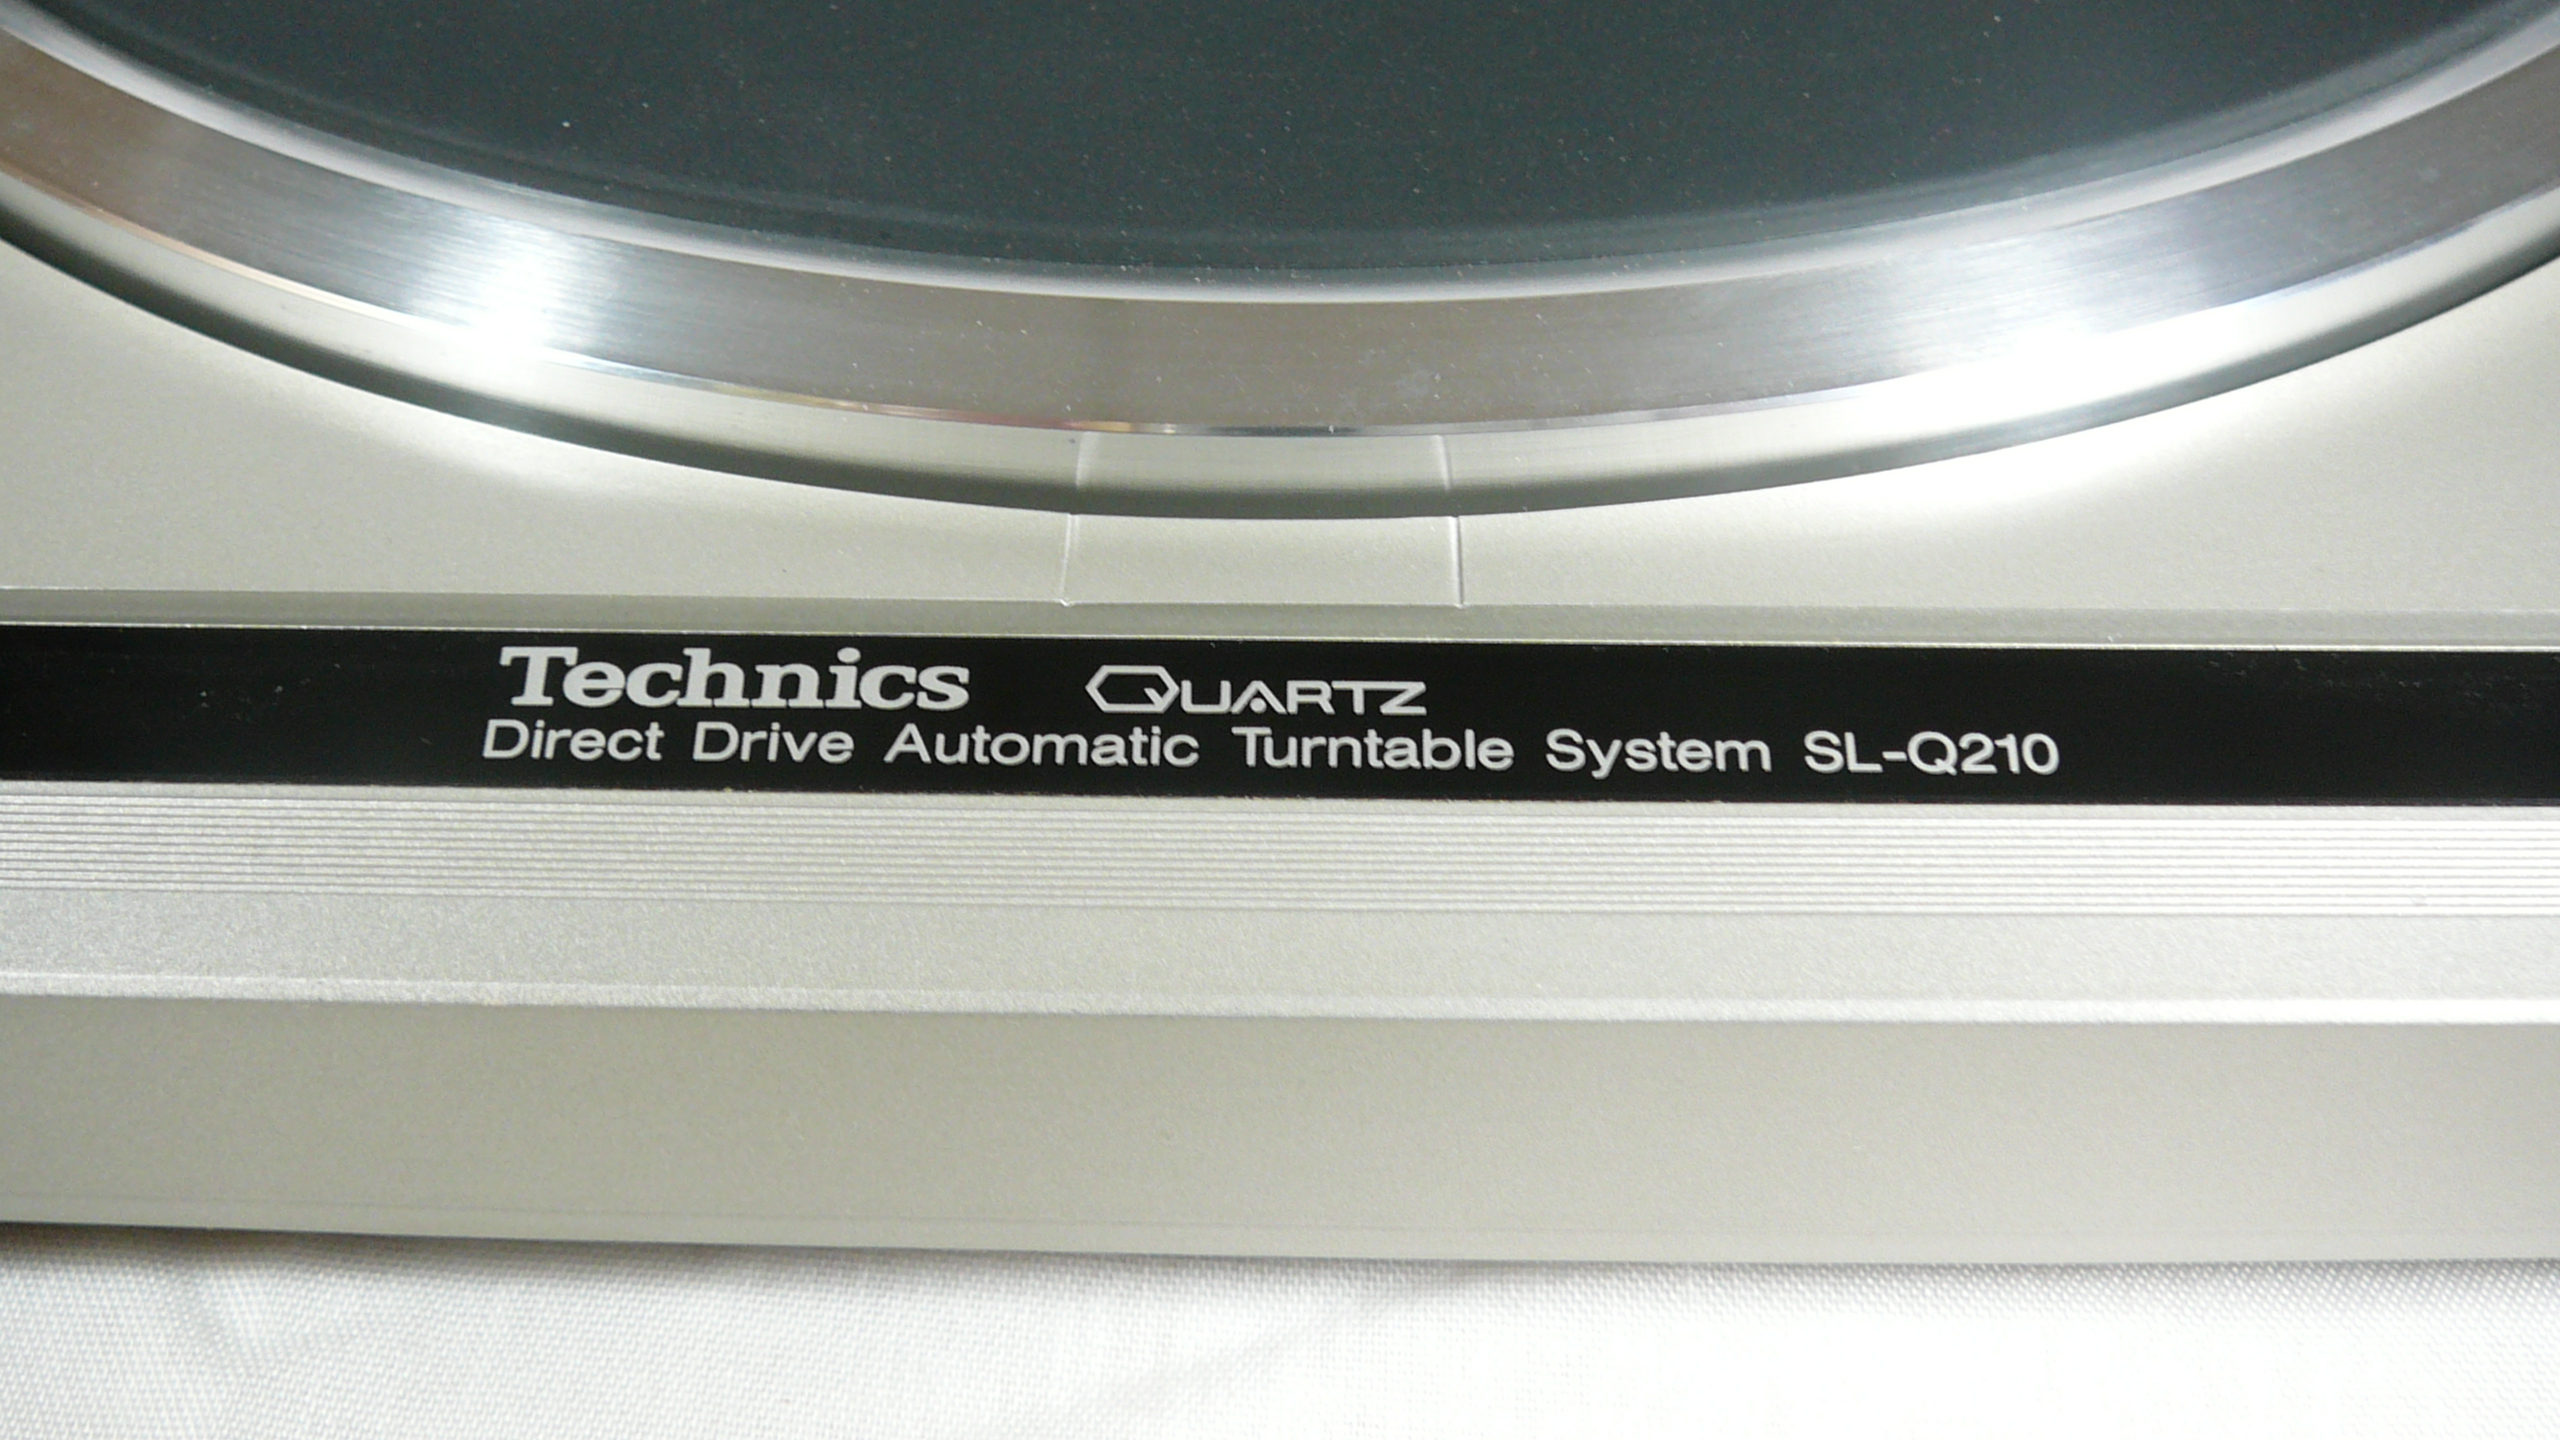 Technics QUARTZ
Direct Drive Automatic Turntable System SL-Q210